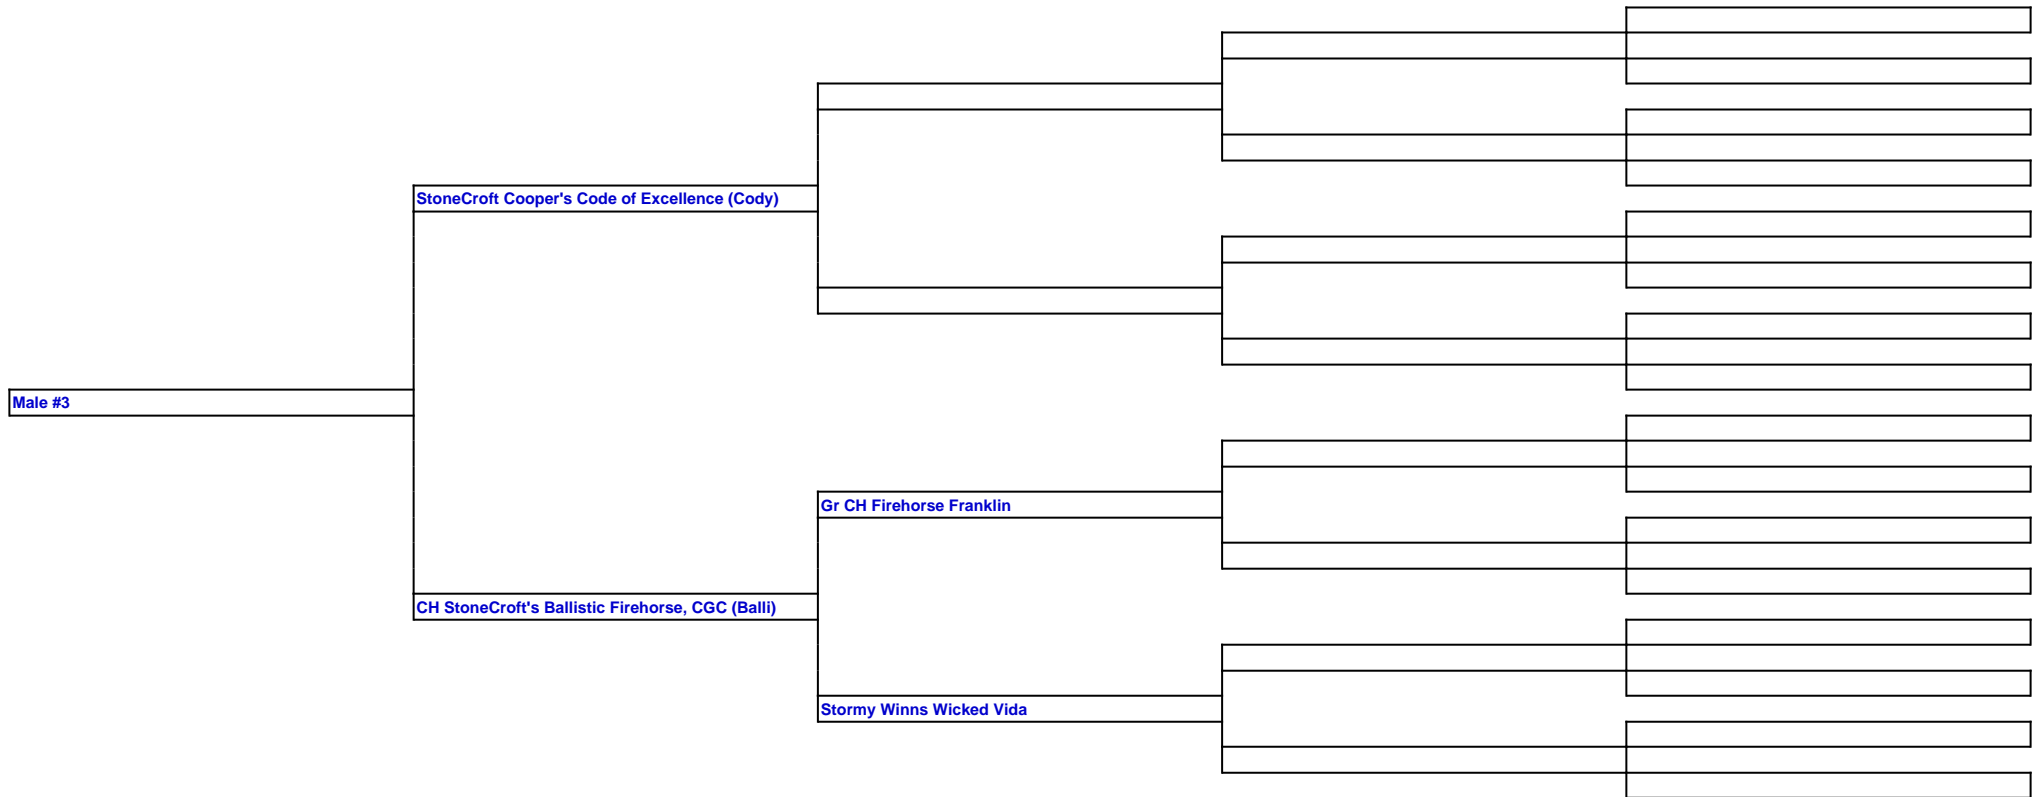 StoneCroft Cooper's Code of Excellence (Cody)
Male #3
Gr CH Firehorse Franklin
CH StoneCroft's Ballistic Firehorse, CGC (Balli)
Stormy Winns Wicked Vida